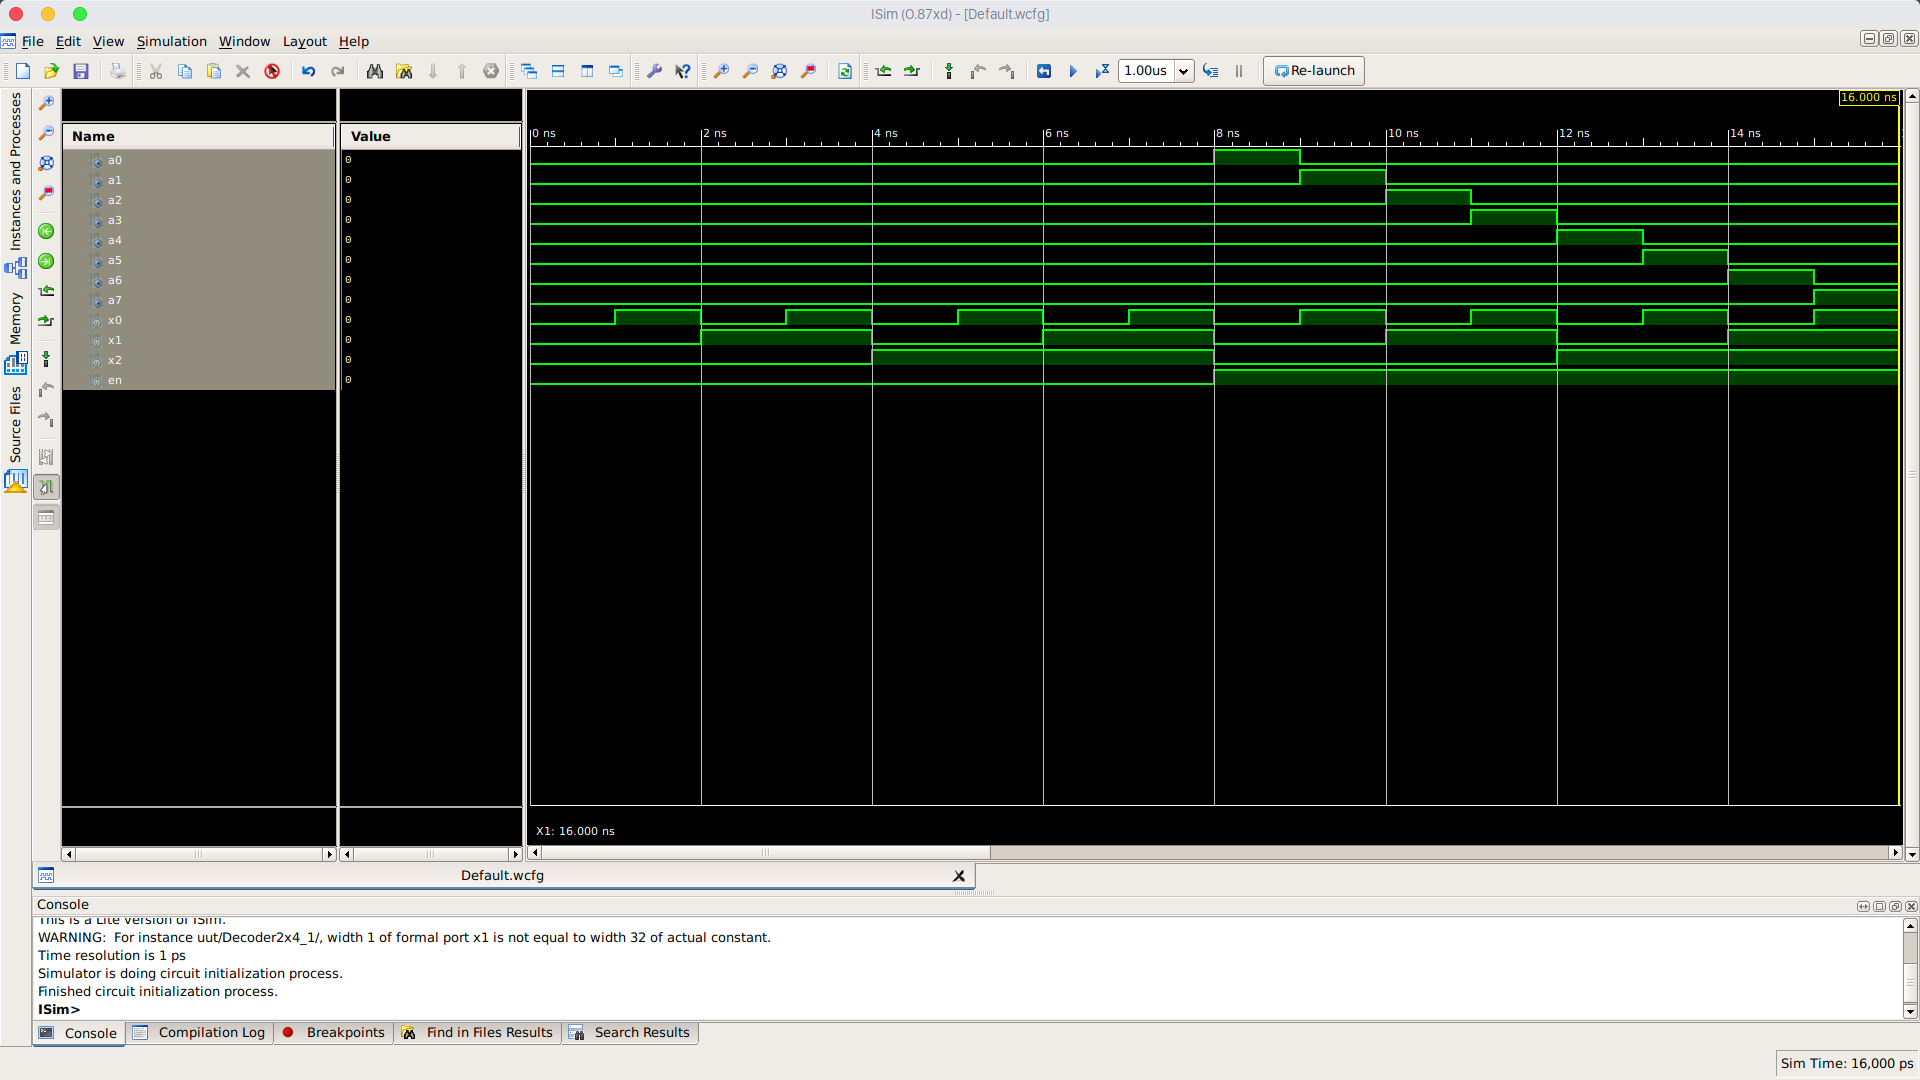 ISim (O.87xd) - [Default.wcfg]
File Edit View Simulation Window Layout Help
1.00us
Re-launch
Instances and Processes
Memory
Source Files
Name
Value
a0 0
a1 0
a2 0
a3 0
a4 0
a5 0
a6 0
a7 0
x0 0
x1 0
x2 0
en 0
16.000 ns
0 ns 2 ns 4 ns 6 ns 8 ns 10 ns 12 ns 14 ns
X1: 16.000 ns
Default.wcfg
Console
This is a Lite version of ISim.
WARNING: For instance uut/Decoder2x4_1/, width 1 of formal port x1 is not equal to width 32 of actual constant.
Time resolution is 1 ps
Simulator is doing circuit initialization process.
Finished circuit initialization process.
ISim>
Console Compilation Log Breakpoints Find in Files Results Search Results
Sim Time: 16,000 ps